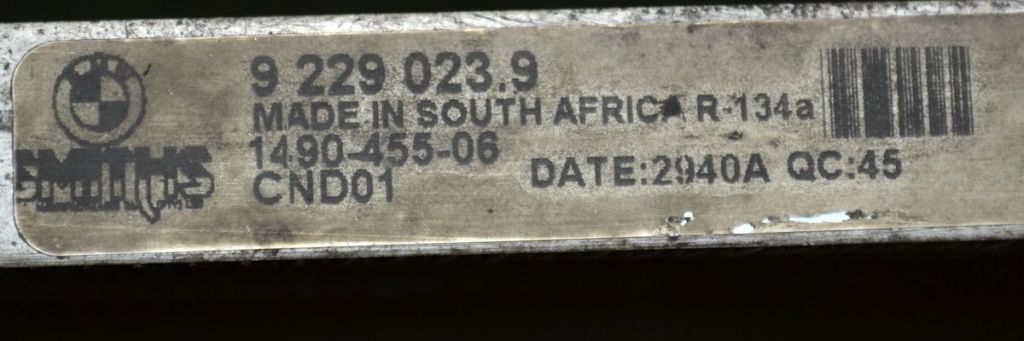 9 229 023.9
MADE IN SOUTH AFRICA R-134a
1490-455-06
CND01
DATE:2940A QC:45
SMITHS